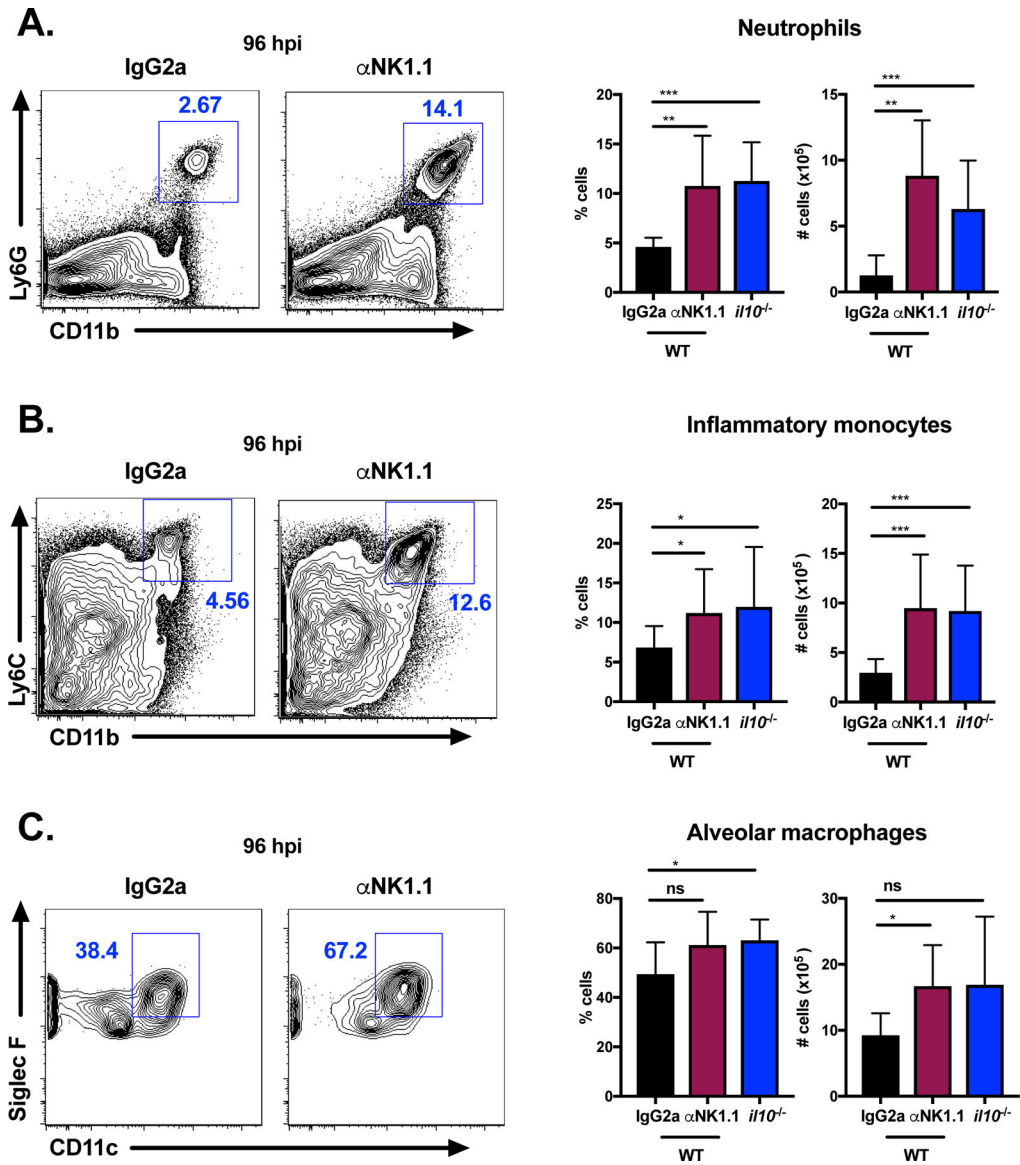 A.
96 hpi
IgG2a
αNK1.1
2.67
14.1
Ly6G
CD11b
Neutrophils
% cells
20
15
10
5
0
***
**
IgG2a αNK1.1 il10-/-
WT
# cells (x10⁵)
15
10
5
0
***
**
IgG2a αNK1.1 il10-/-
WT
B.
96 hpi
IgG2a
αNK1.1
4.56
12.6
Ly6C
CD11b
Inflammatory monocytes
% cells
25
20
15
10
5
0
*
*
IgG2a αNK1.1 il10-/-
WT
# cells (x10⁵)
20
15
10
5
0
***
***
IgG2a αNK1.1 il10-/-
WT
C.
96 hpi
IgG2a
αNK1.1
38.4
67.2
Siglec F
CD11c
Alveolar macrophages
% cells
80
60
40
20
0
*
ns
IgG2a αNK1.1 il10-/-
WT
# cells (x10⁵)
30
20
10
0
ns
*
IgG2a αNK1.1 il10-/-
WT